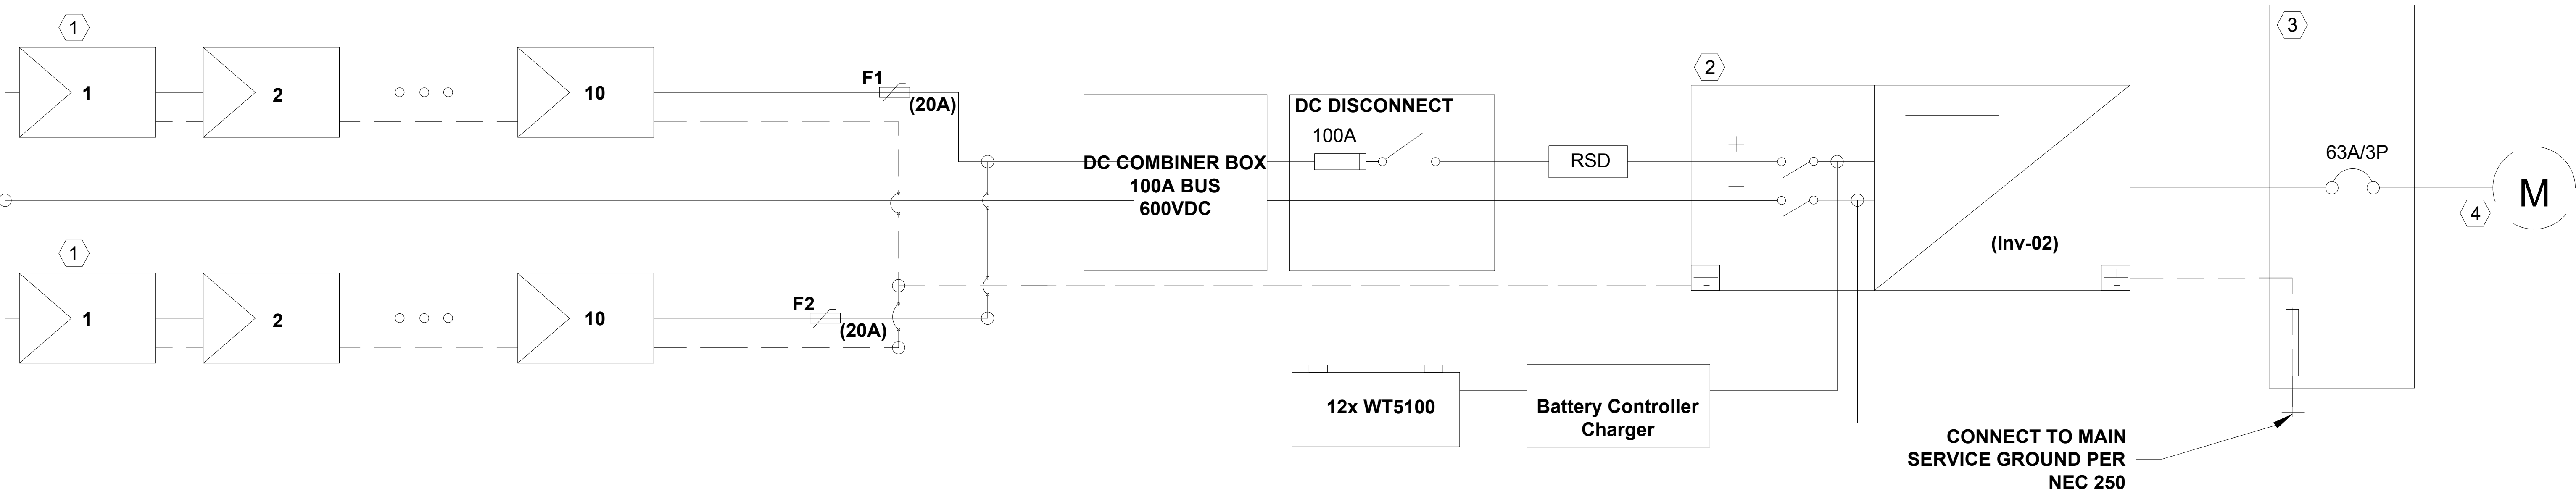 1
1
2
10
F1
(20A)
1
1
2
10
F2
(20A)
DC COMBINER BOX
100A BUS
600VDC
DC DISCONNECT
100A
RSD
2
+
−
(Inv-02)
12x WT5100
Battery Controller
Charger
3
63A/3P
4
M
CONNECT TO MAIN
SERVICE GROUND PER
NEC 250